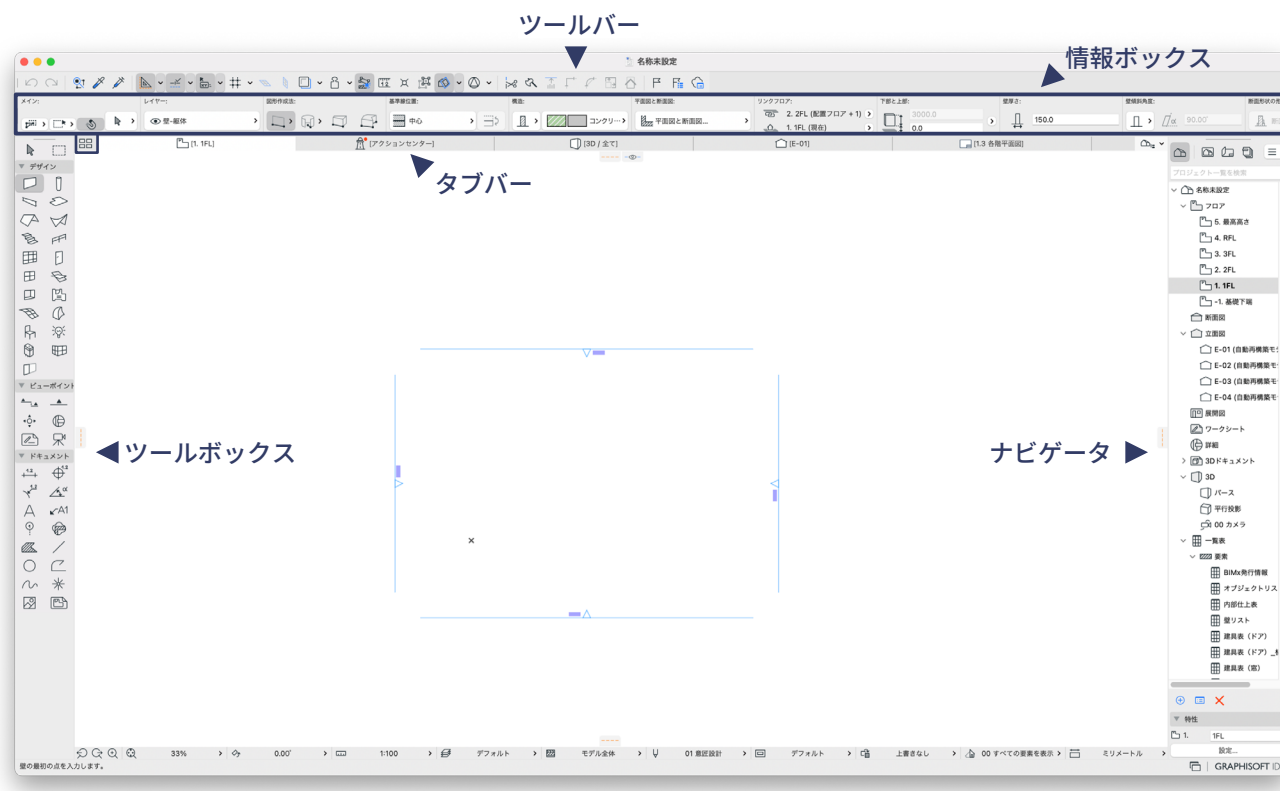 ツールバー
情報ボックス
名称未設定
メイン:
レイヤー:
図形作成法:
基準線位置:
構造:
平面図と断面図:
リンクフロア:
下部と上部:
壁厚さ:
壁傾斜角度:
断面形状の
壁-躯体
中心
コンクリ…
平面図と断面図...
2. 2FL (配置フロア + 1)
1. 1FL (現在)
3000.0
0.0
150.0
90.00°
[1. 1FL]
[アクションセンター]
[3D / 全て]
[E-01]
[1.3 各階平面図]
タブバー
デザイン
ビューポイント
ドキュメント
ツールボックス
ナビゲータ
プロジェクト一覧を検索
名称未設定
フロア
5. 最高高さ
4. RFL
3. 3FL
2. 2FL
1. 1FL
-1. 基礎下端
断面図
立面図
E-01 (自動再構築モ
E-02 (自動再構築モ
E-03 (自動再構築モ
E-04 (自動再構築モ
展開図
ワークシート
詳細
3Dドキュメント
3D
パース
平行投影
00 カメラ
一覧表
要素
BIMx発行情報
オブジェクトリス
内部仕上表
壁リスト
建具表（ドア）
建具表（ドア）_
建具表（窓）
特性
1.
1FL
設定...
33%
0.00°
1:100
デフォルト
モデル全体
01 意匠設計
デフォルト
上書きなし
00 すべての要素を表示
ミリメートル
壁の最初の点を入力します。
GRAPHISOFT ID